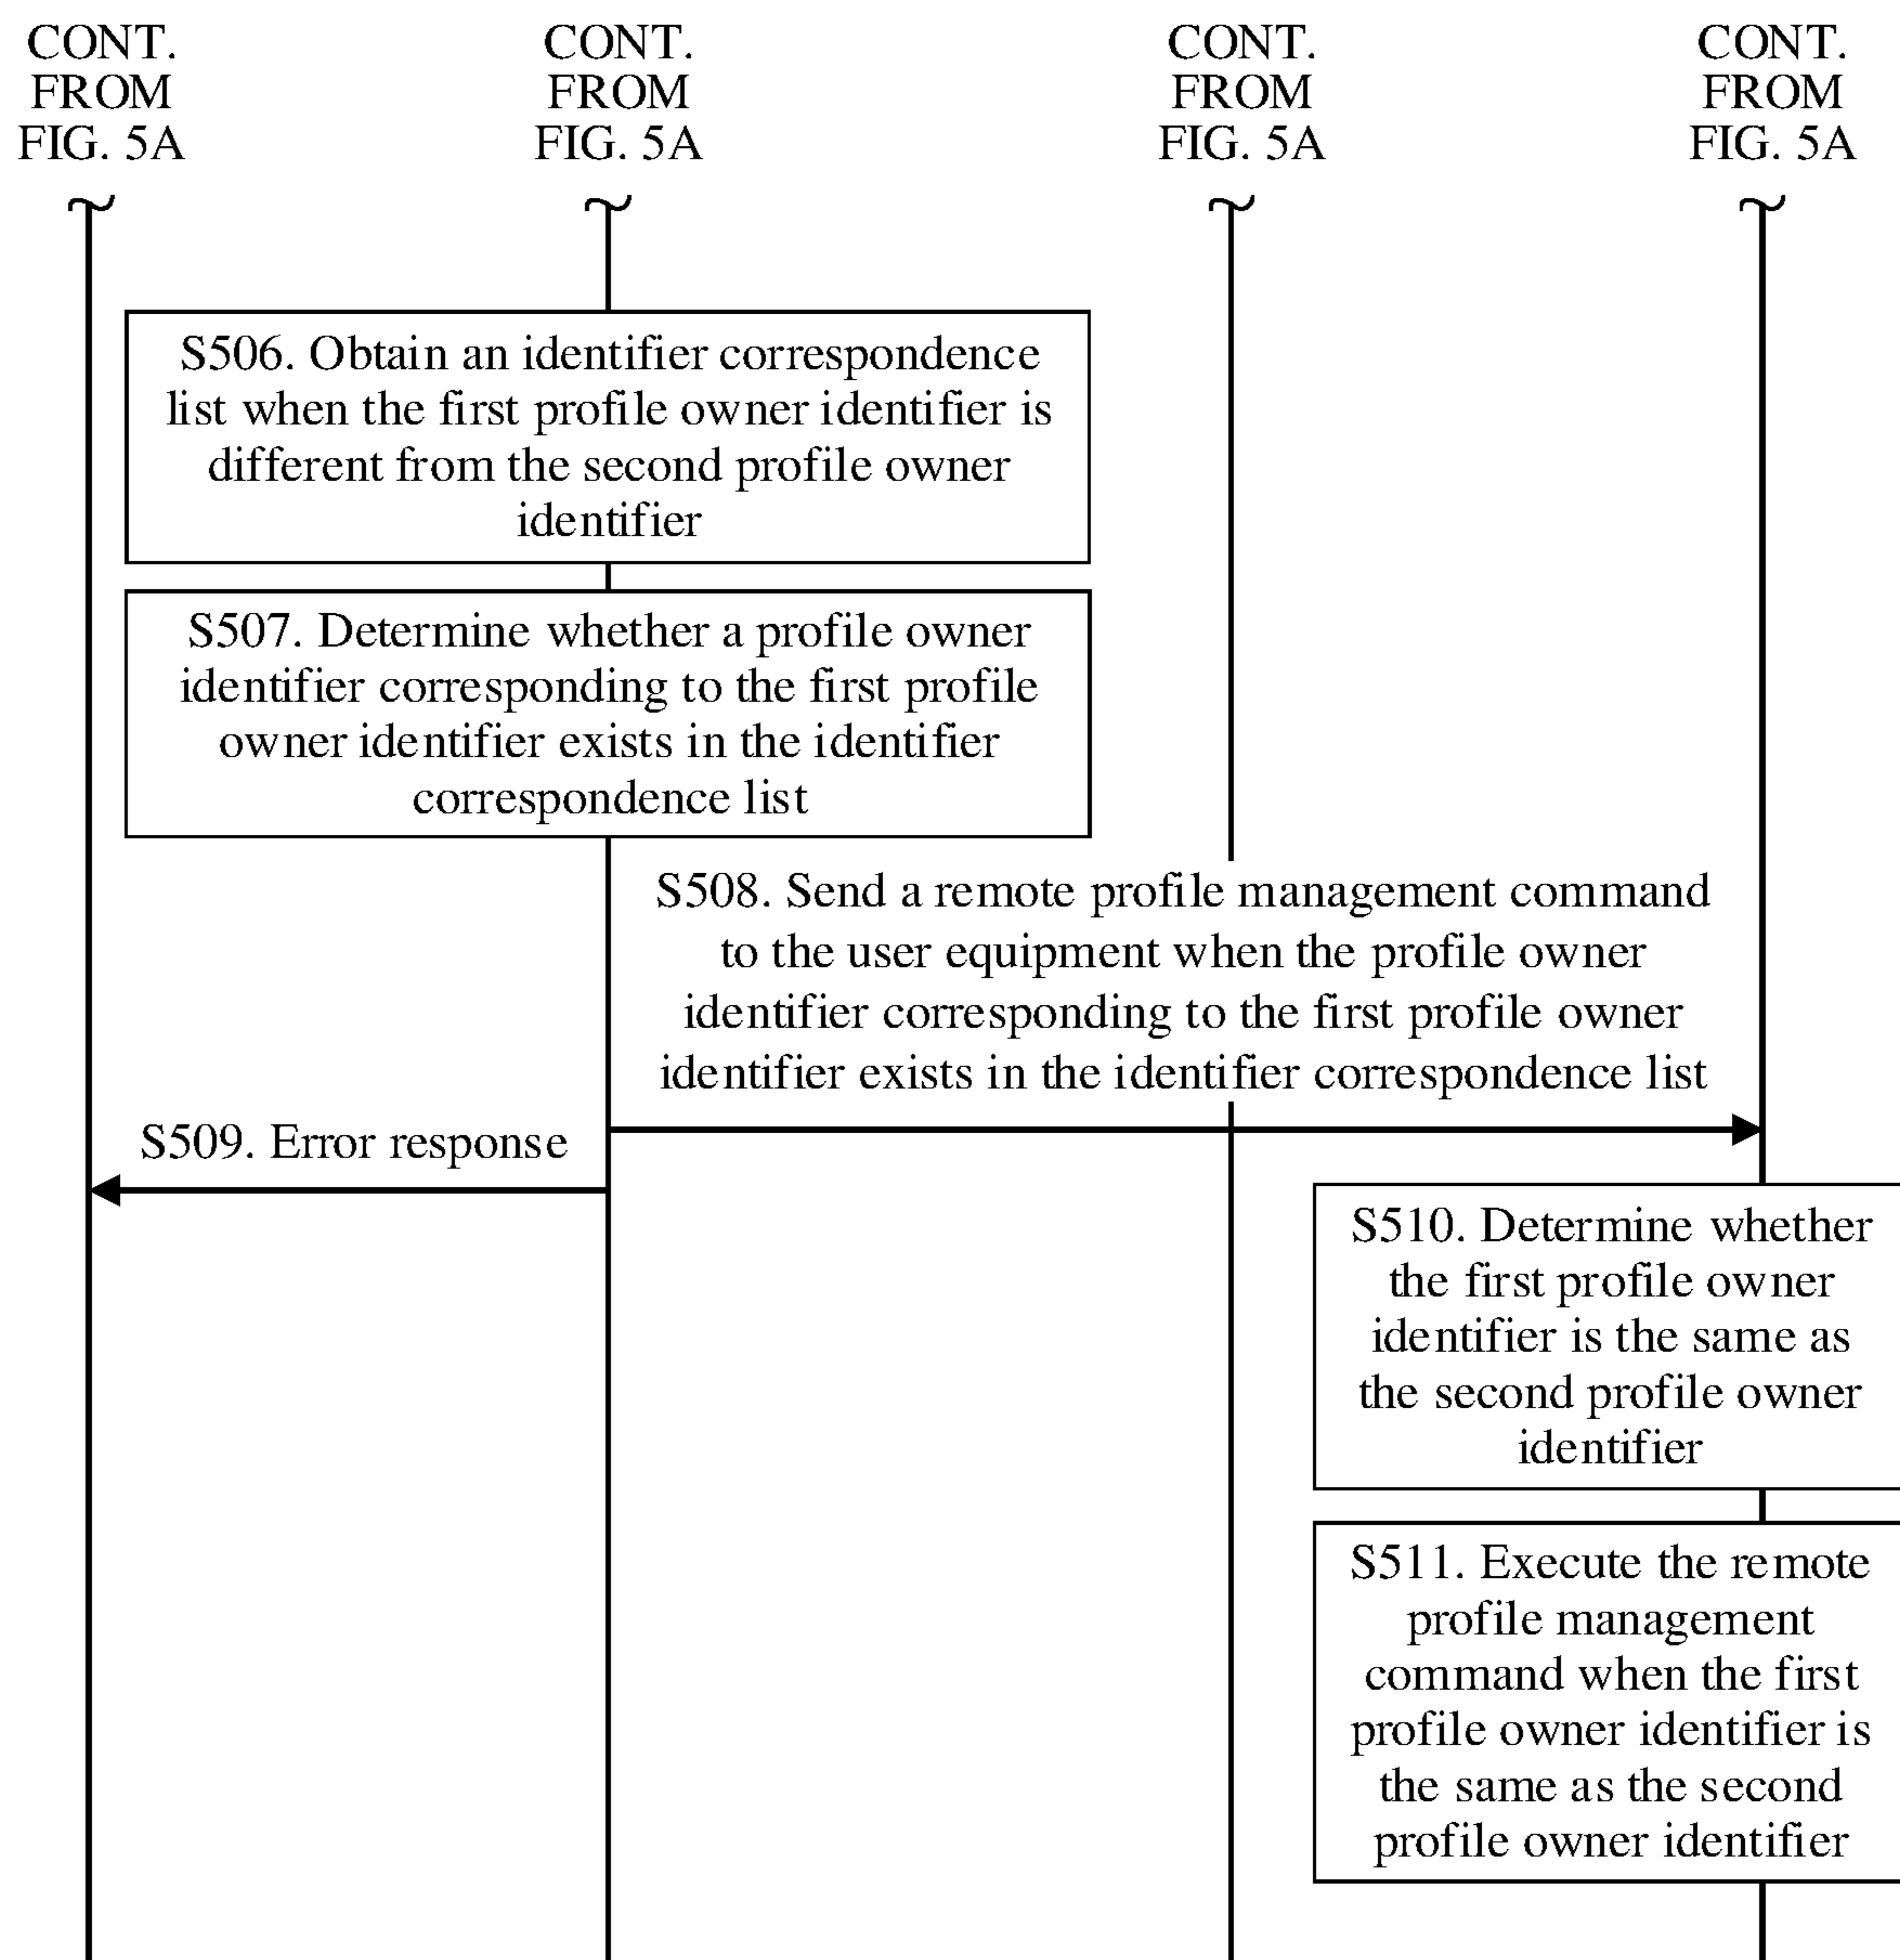 CONT.
FROM
FIG. 5A
CONT.
FROM
FIG. 5A
CONT.
FROM
FIG. 5A
CONT.
FROM
FIG. 5A
S506. Obtain an identifier correspondence
list when the first profile owner identifier is
different from the second profile owner
identifier
S507. Determine whether a profile owner
identifier corresponding to the first profile
owner identifier exists in the identifier
correspondence list
S508. Send a remote profile management command
to the user equipment when the profile owner
identifier corresponding to the first profile owner
identifier exists in the identifier correspondence list
S509. Error response
S510. Determine whether
the first profile owner
identifier is the same as
the second profile owner
identifier
S511. Execute the remote
profile management
command when the first
profile owner identifier is
the same as the second
profile owner identifier